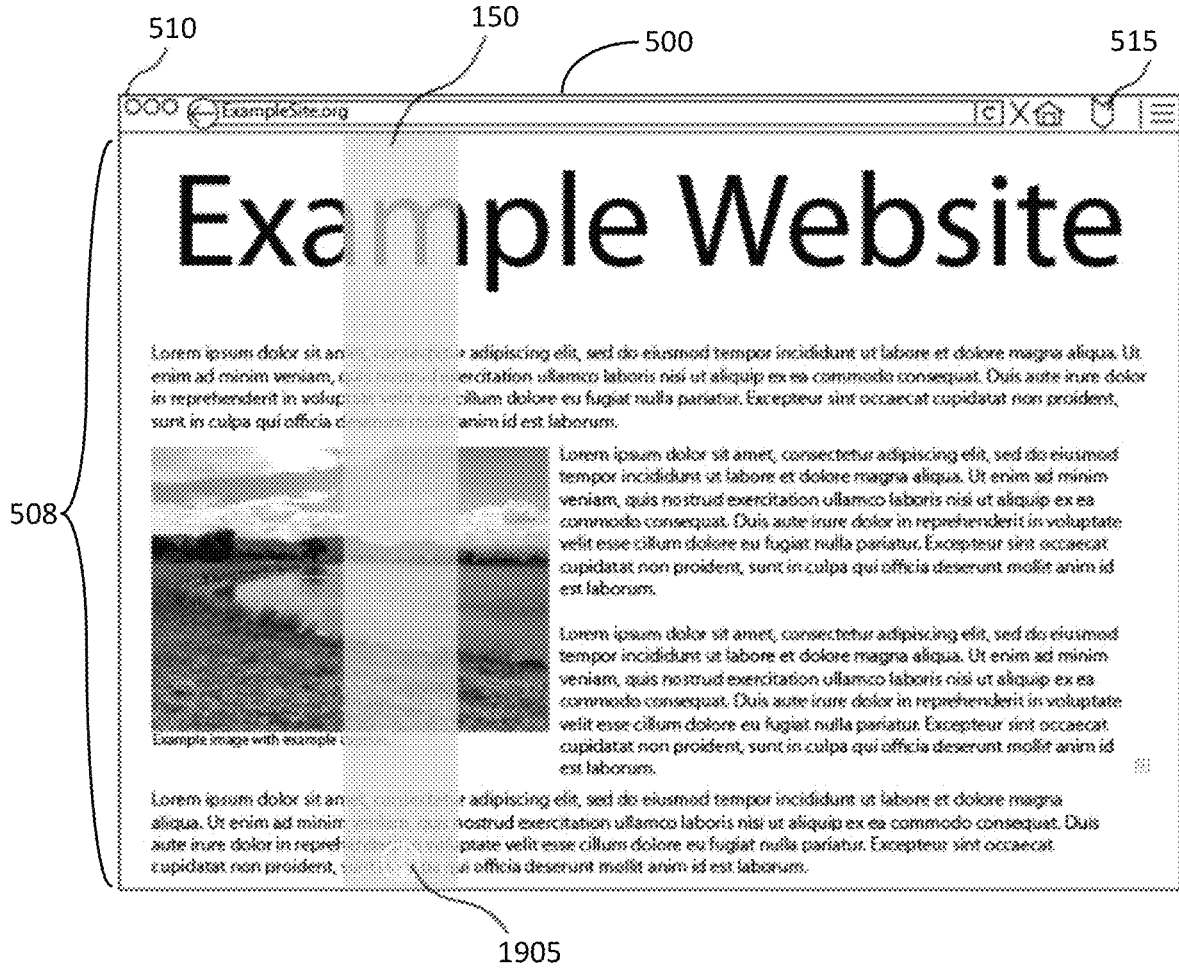 510
150
500
515
ExampleSite.org
C
Example Website
Lorem ipsum dolor sit adipiscing elit, sed do eiusmod tempor incididunt ut labore et dolore magna aliqua. Ut
enim ad minim veniam, ercitation ullamco laboris nisi ut aliquip ex ea commodo consequat. Duis aute irure dolor
in reprehenderit in volup cillum dolore eu fugiat nulla pariatur. Excepteur sint occaecat cupidatat non proident,
sunt in culpa qui officia anim id est laborum.
508
Lorem ipsum dolor sit amet, consectetur adipiscing elit, sed do eiusmod
tempor incididunt ut labore et dolore magna aliqua. Ut enim ad minim
veniam, quis nostrud exercitation ullamco laboris nisi ut aliquip ex ea
commodo consequat. Duis aute irure dolor in reprehenderit in voluptate
velit esse cillum dolore eu fugiat nulla pariatur. Excepteur sint occaecat
cupidatat non proident, sunt in culpa qui officia deserunt mollit anim id
est laborum.
Lorem ipsum dolor sit amet, consectetur adipiscing elit, sed do eiusmod
tempor incididunt ut labore et dolore magna aliqua. Ut enim ad minim
veniam, quis nostrud exercitation ullamco laboris nisi ut aliquip ex ea
commodo consequat. Duis aute irure dolor in reprehenderit in voluptate
velit esse cillum dolore eu fugiat nulla pariatur. Excepteur sint occaecat
cupidatat non proident, sunt in culpa qui officia deserunt mollit anim id
est laborum.
Example image with example
Lorem ipsum dolor sit adipiscing elit, sed do eiusmod tempor incididunt ut labore et dolore magna
aliqua. Ut enim ad minim nostrud exercitation ullamco laboris nisi ut aliquip ex ea commodo consequat. Duis
aute irure dolor in repreh ptate velit esse cillum dolore eu fugiat nulla pariatur. Excepteur sint occaecat
cupidatat non proident, qui officia deserunt mollit anim id est laborum.
1905